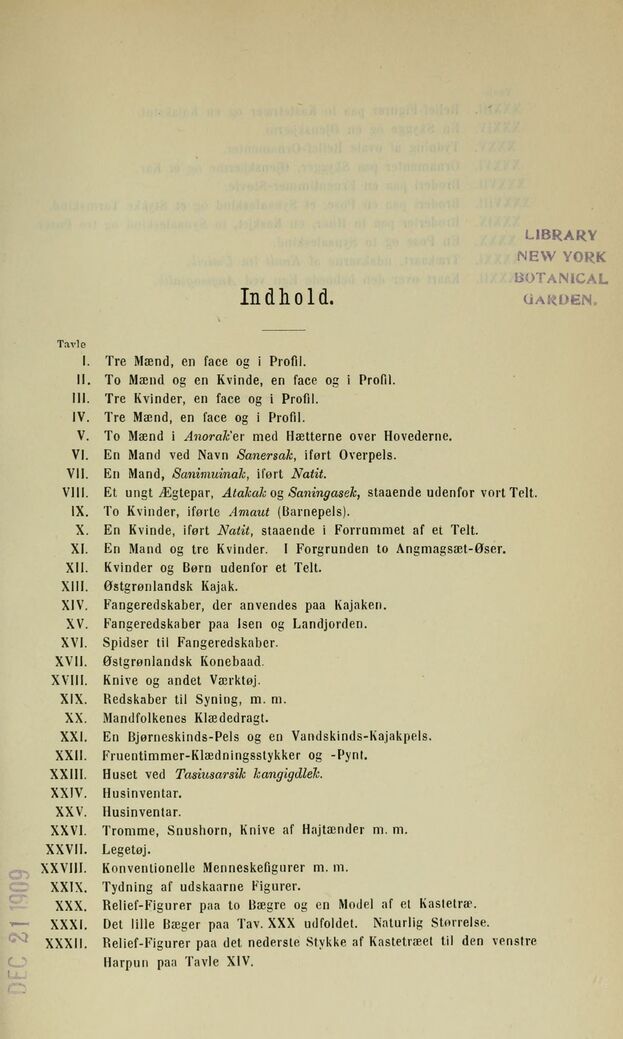 LIBRARY
NEW YORK
BOTANICAL
GARDEN.
Indhold.
Tavle
I. Tre Mænd, en face og i Profil.
II. To Mænd og en Kvinde, en face og i Profil.
III. Tre Kvinder, en face og i Profil.
IV. Tre Mænd, en face og i Profil.
V. To Mænd i Anorak'er med Hætterne over Hovederne.
VI. En Mand ved Navn Sanersak, iført Overpels.
VII. En Mand, Sanimuinak, iført Natit.
VIII. Et ungt Ægtepar, Atakak og Saningasek, staaende udenfor vort Telt.
IX. To Kvinder, iførte Amaut (Barnepels).
X. En Kvinde, iført Natit, staaende i Forrummet af et Telt.
XI. En Mand og tre Kvinder. I Forgrunden to Angmagsæt-Øser.
XII. Kvinder og Børn udenfor et Telt.
XIII. Østgrønlandsk Kajak.
XIV. Fangeredskaber, der anvendes paa Kajaken.
XV. Fangeredskaber paa Isen og Landjorden.
XVI. Spidser til Fangeredskaber.
XVII. Østgrønlandsk Konebaad.
XVIII. Knive og andet Værktøj.
XIX. Redskaber til Syning, m. m.
XX. Mandfolkenes Klædedragt.
XXI. En Bjørneskinds-Pels og en Vandskinds-Kajakpels.
XXII. Fruentimmer-Klædningsstykker og -Pynt.
XXIII. Huset ved Tasiusarsik kangigdlek.
XXIV. Husinventar.
XXV. Husinventar.
XXVI. Tromme, Snushorn, Knive af Hajtænder m. m.
XXVII. Legetøj.
XXVIII. Konventionelle Menneskefigurer m. m.
XXIX. Tydning af udskaarne Figurer.
XXX. Relief-Figurer paa to Bægre og en Model af et Kastetræ.
XXXI. Det lille Bæger paa Tav. XXX udfoldet. Naturlig Størrelse.
XXXII. Relief-Figurer paa det nederste Stykke af Kastetræet til den venstre
Harpun paa Tavle XIV.
DEC 21 1909